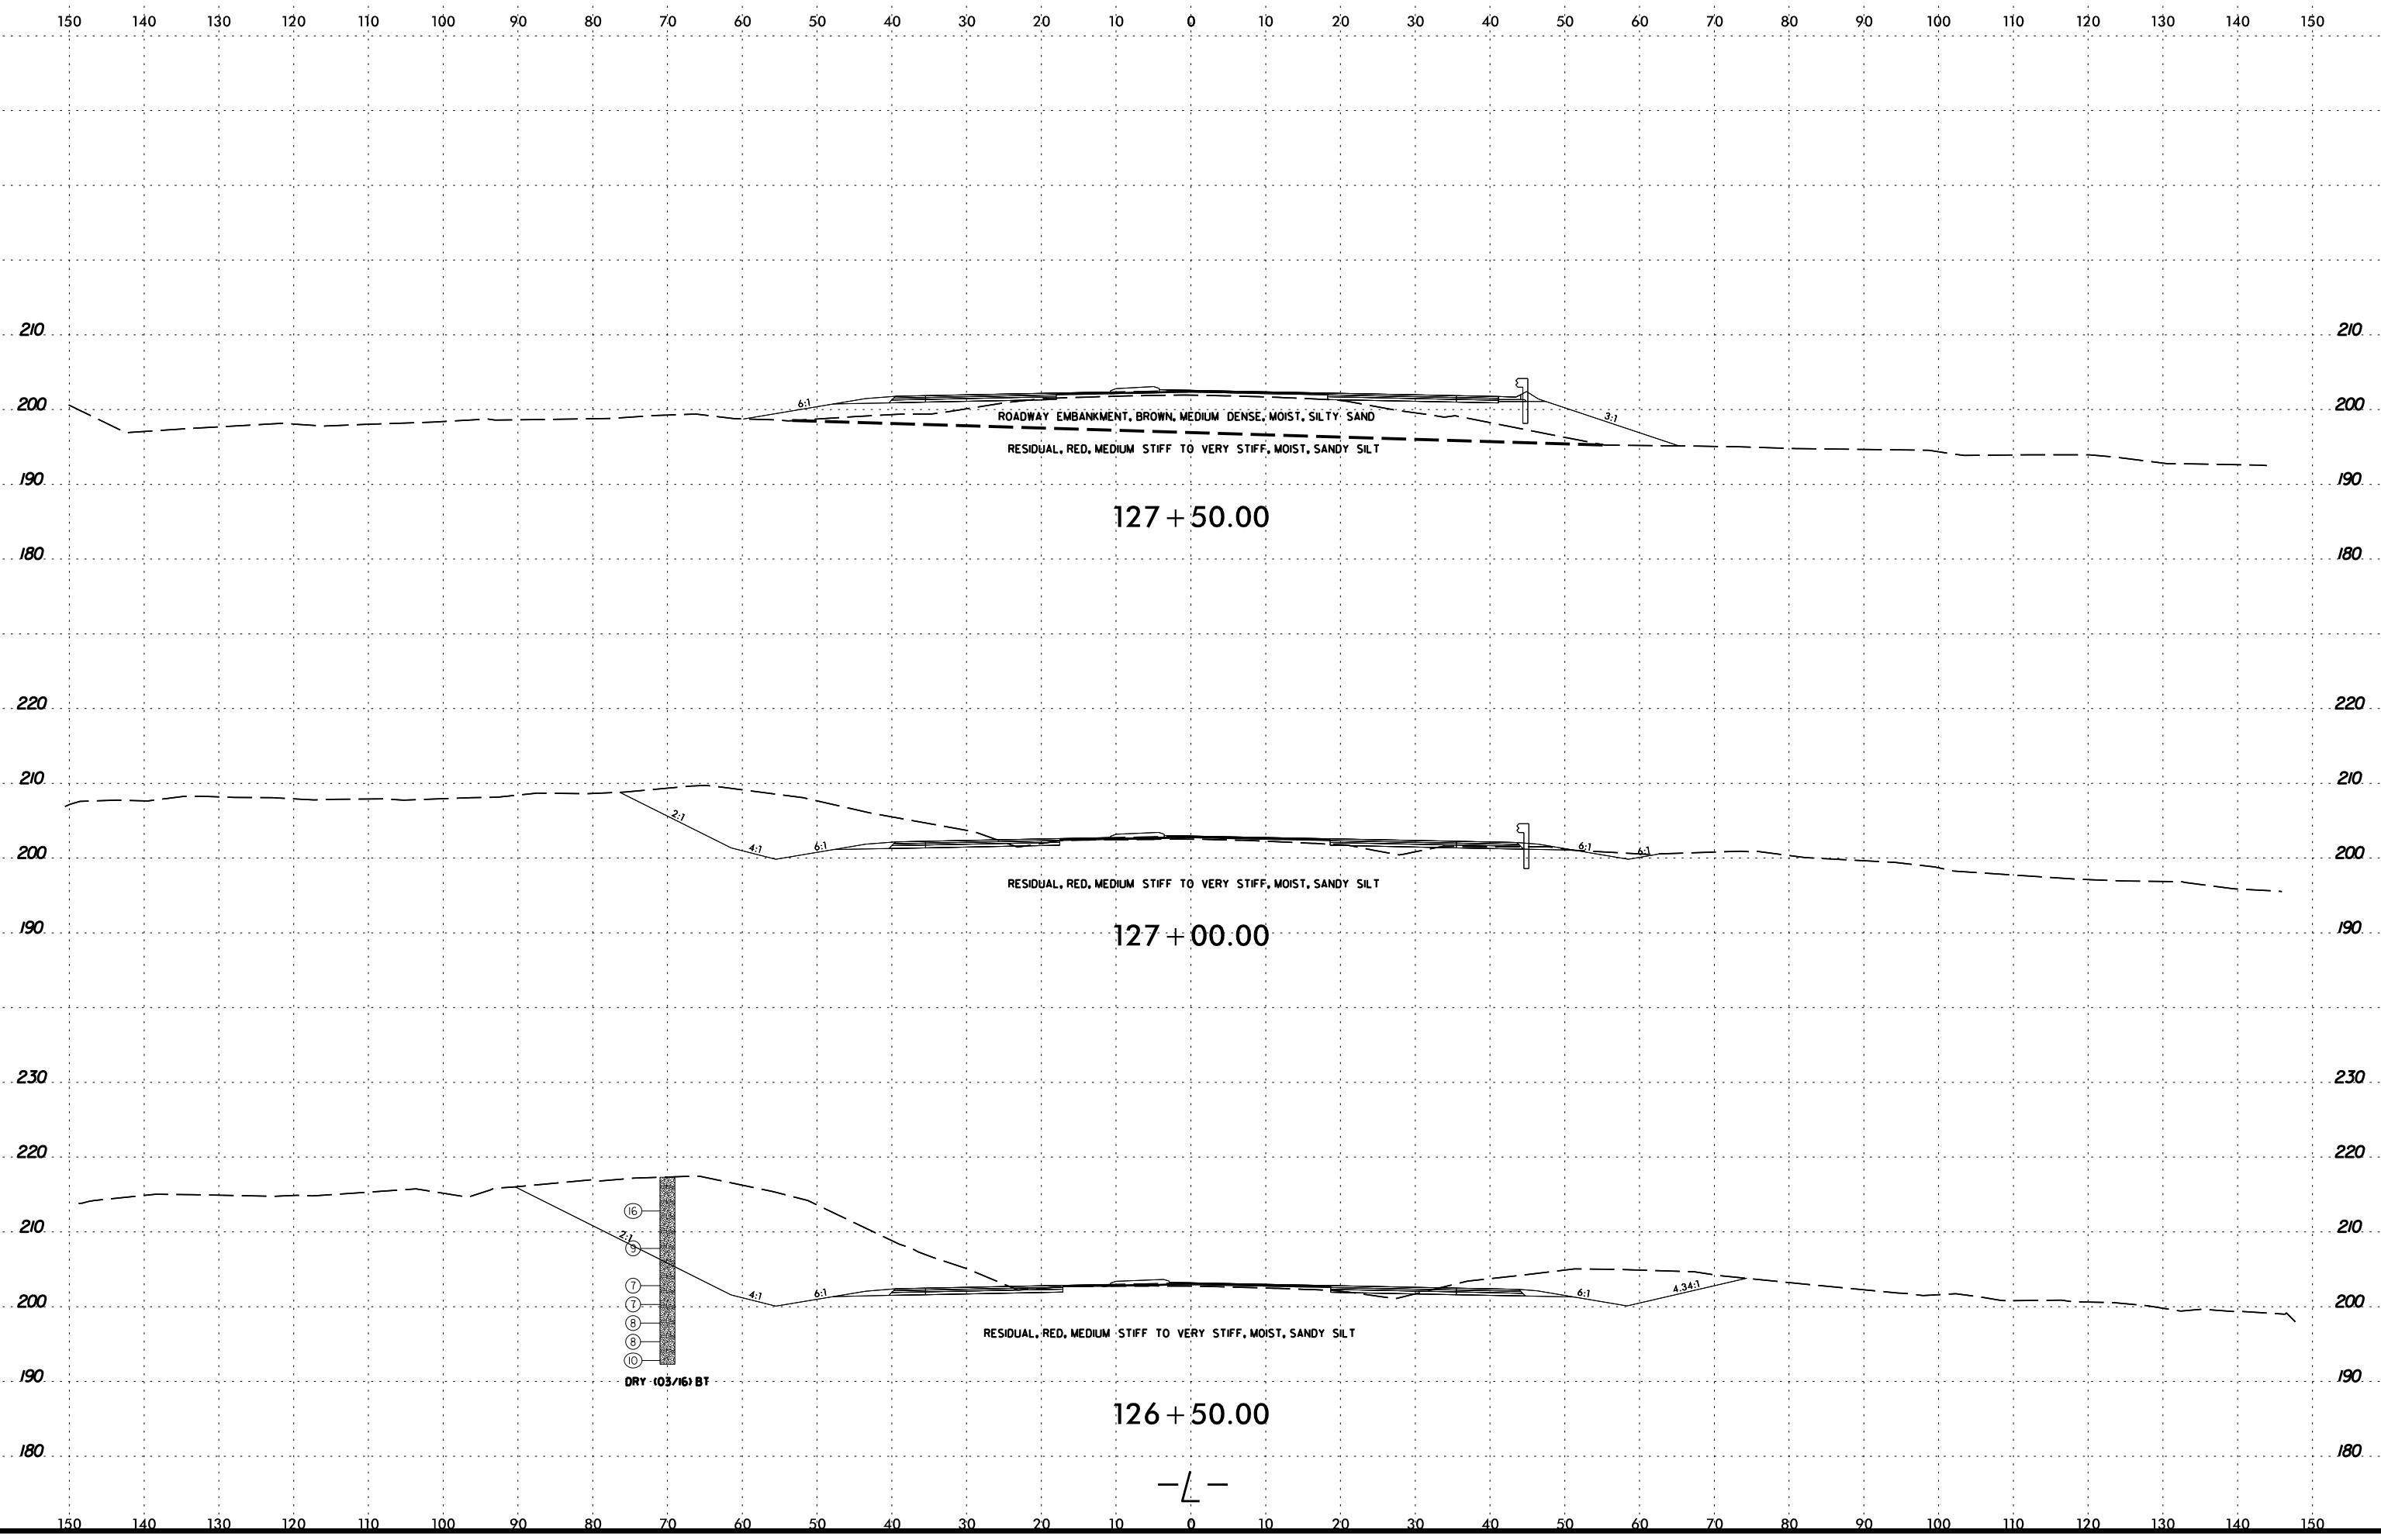 150 140 130 120 110 100 90 80 70 60 50 40 30 20 10 0 10 20 30 40 50 60 70 80 90 100 110 120 130 140 150
210 210
200 6:1 ROADWAY EMBANKMENT, BROWN, MEDIUM DENSE, MOIST, SILTY SAND 3:1 200
RESIDUAL, RED, MEDIUM STIFF TO VERY STIFF, MOIST, SANDY SILT
190 190
127+50.00
180 180
220 220
210 210
2:1
200 4:1 6:1 6:1 6:1 200
RESIDUAL, RED, MEDIUM STIFF TO VERY STIFF, MOIST, SANDY SILT
190 127+00.00 190
230 230
220 220
16
210 210
2:1
9
7 4.34:1
4:1 6:1 6:1
200 7 200
8
RESIDUAL, RED, MEDIUM STIFF TO VERY STIFF, MOIST, SANDY SILT
8
10
190 190
DRY (03/16) BT
126+50.00
180 180
-L-
150 140 130 120 110 100 90 80 70 60 50 40 30 20 10 0 10 20 30 40 50 60 70 80 90 100 110 120 130 140 150